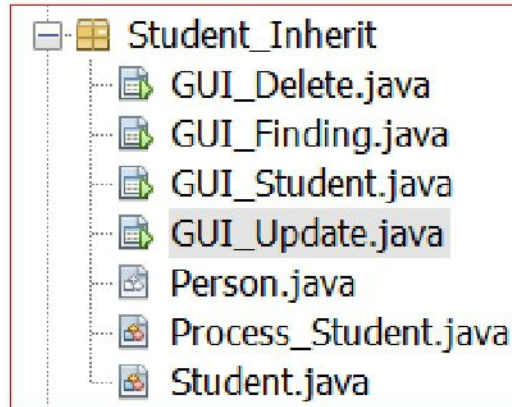 Student_Inherit
GUI_Delete.java
GUI_Finding.java
GUI_Student.java
GUI_Update.java
Person.java
Process_Student.java
Student.java